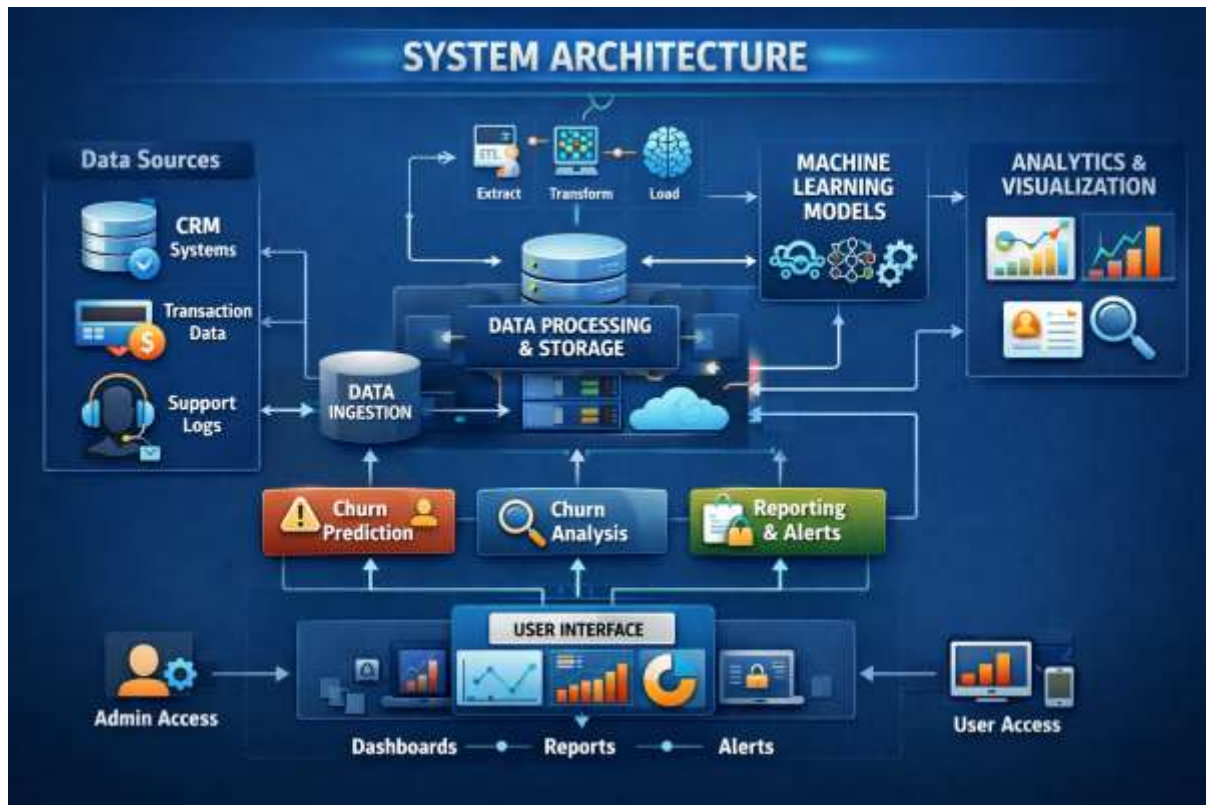 SYSTEM ARCHITECTURE
Data Sources
CRM
Systems
Transaction
Data
Support
Logs
ETL
Extract
Transform
Load
MACHINE
LEARNING
MODELS
ANALYTICS &
VISUALIZATION
DATA PROCESSING
& STORAGE
DATA
INGESTION
Churn
Prediction
Churn
Analysis
Reporting
& Alerts
USER INTERFACE
Admin Access
User Access
Dashboards
Reports
Alerts